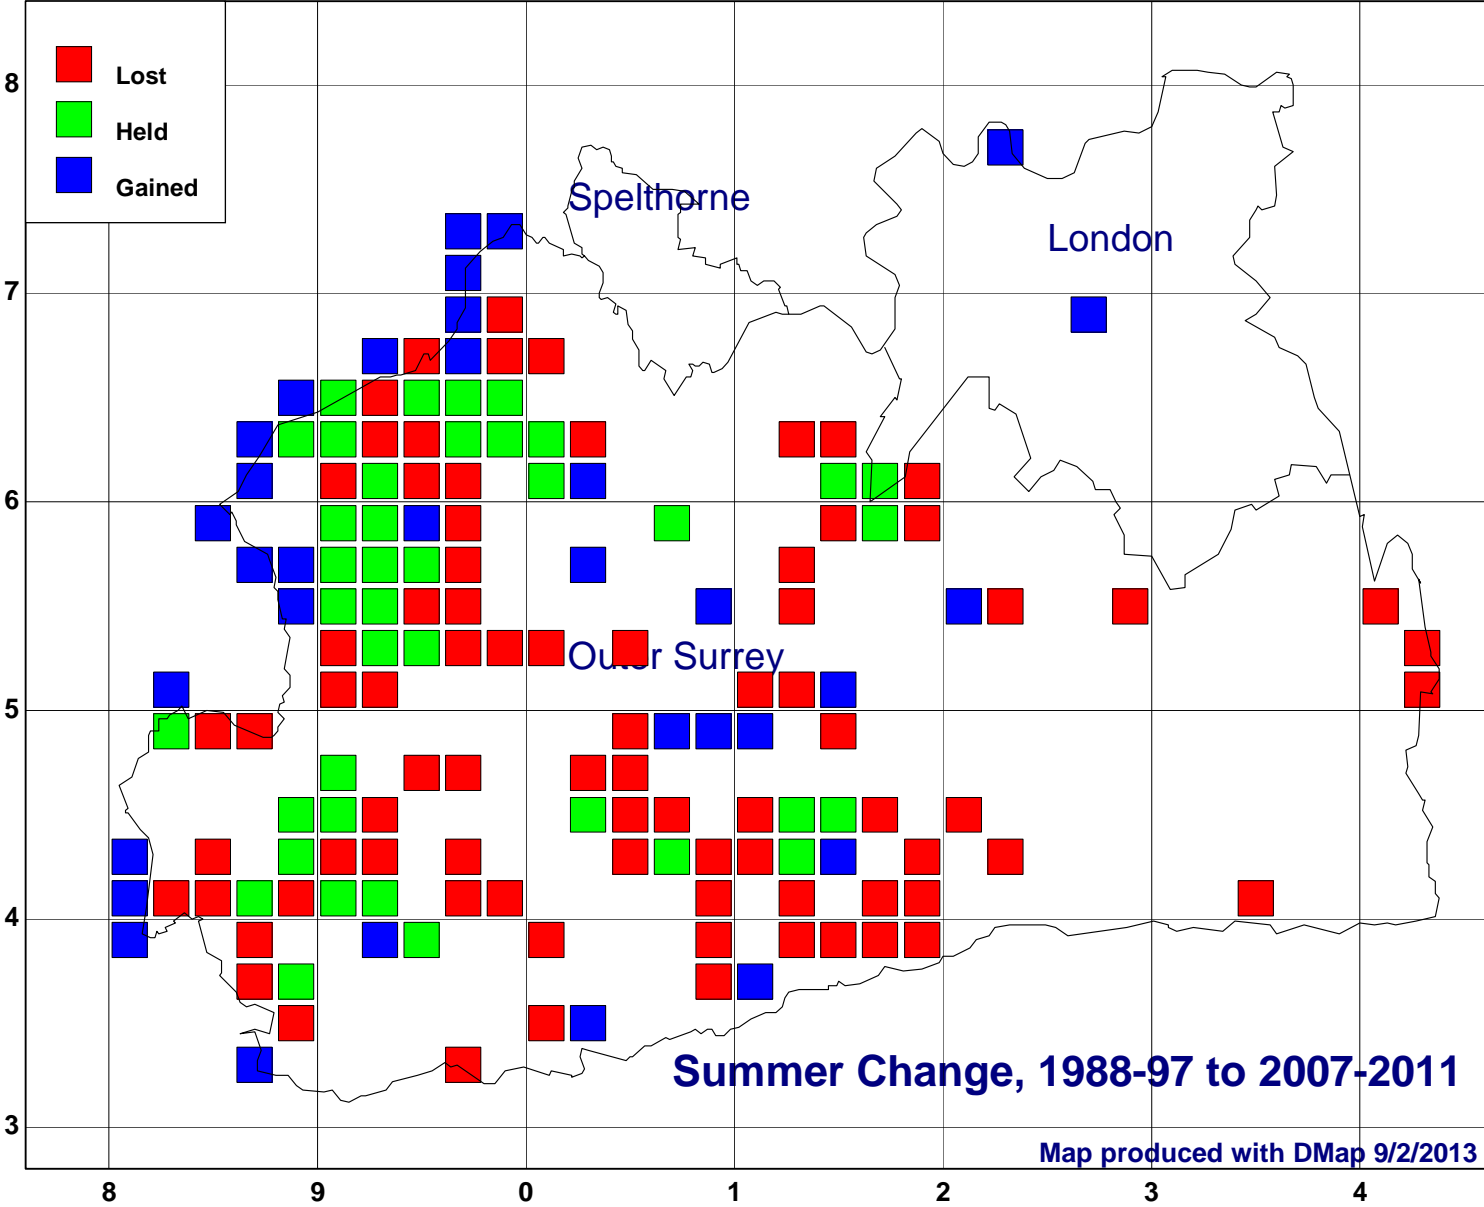 Lost
Held
Gained
8
Spelthorne
London
7
6
Outer Surrey
5
4
Summer Change, 1988-97 to 2007-2011
3
Map produced with DMap 9/2/2013
8 9 0 1 2 3 4